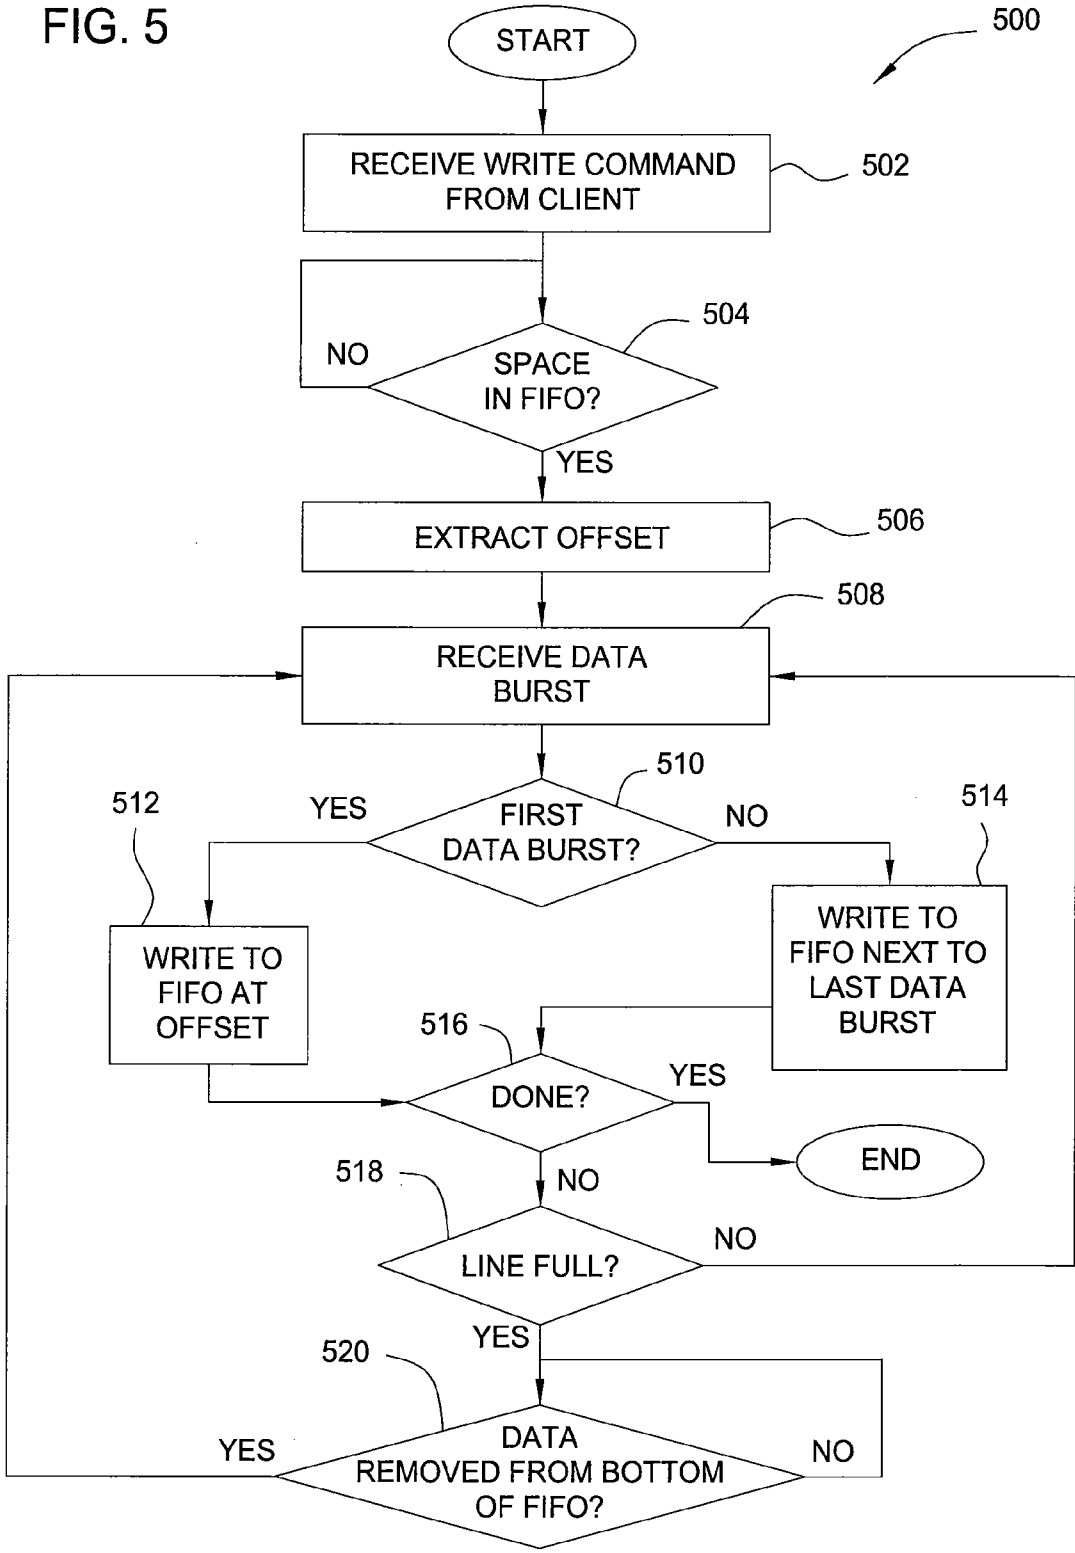 FIG. 5
START
500
RECEIVE WRITE COMMAND
FROM CLIENT
502
504
NO
SPACE
IN FIFO?
YES
EXTRACT OFFSET
506
508
RECEIVE DATA
BURST
510
512
YES
FIRST
DATA BURST?
NO
514
WRITE TO
FIFO AT
OFFSET
WRITE TO
FIFO NEXT TO
LAST DATA
BURST
516
DONE?
YES
END
518
NO
LINE FULL?
NO
YES
520
YES
DATA
REMOVED FROM BOTTOM
OF FIFO?
NO